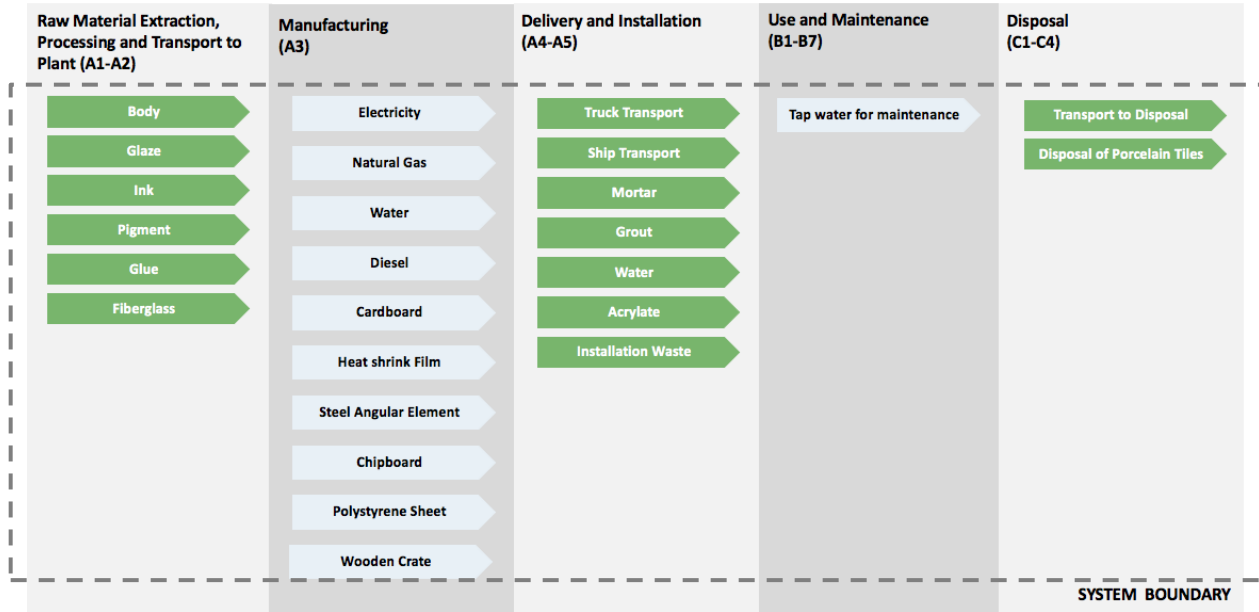 Raw Material Extraction,
Processing and Transport to
Plant (A1-A2)
Body
Glaze
Ink
Pigment
Glue
Fiberglass
Manufacturing
(A3)
Electricity
Natural Gas
Water
Diesel
Cardboard
Heat shrink Film
Steel Angular Element
Chipboard
Polystyrene Sheet
Wooden Crate
Delivery and Installation
(A4-A5)
Truck Transport
Ship Transport
Mortar
Grout
Water
Acrylate
Installation Waste
Use and Maintenance
(B1-B7)
Tap water for maintenance
Disposal
(C1-C4)
Transport to Disposal
Disposal of Porcelain Tiles
SYSTEM BOUNDARY